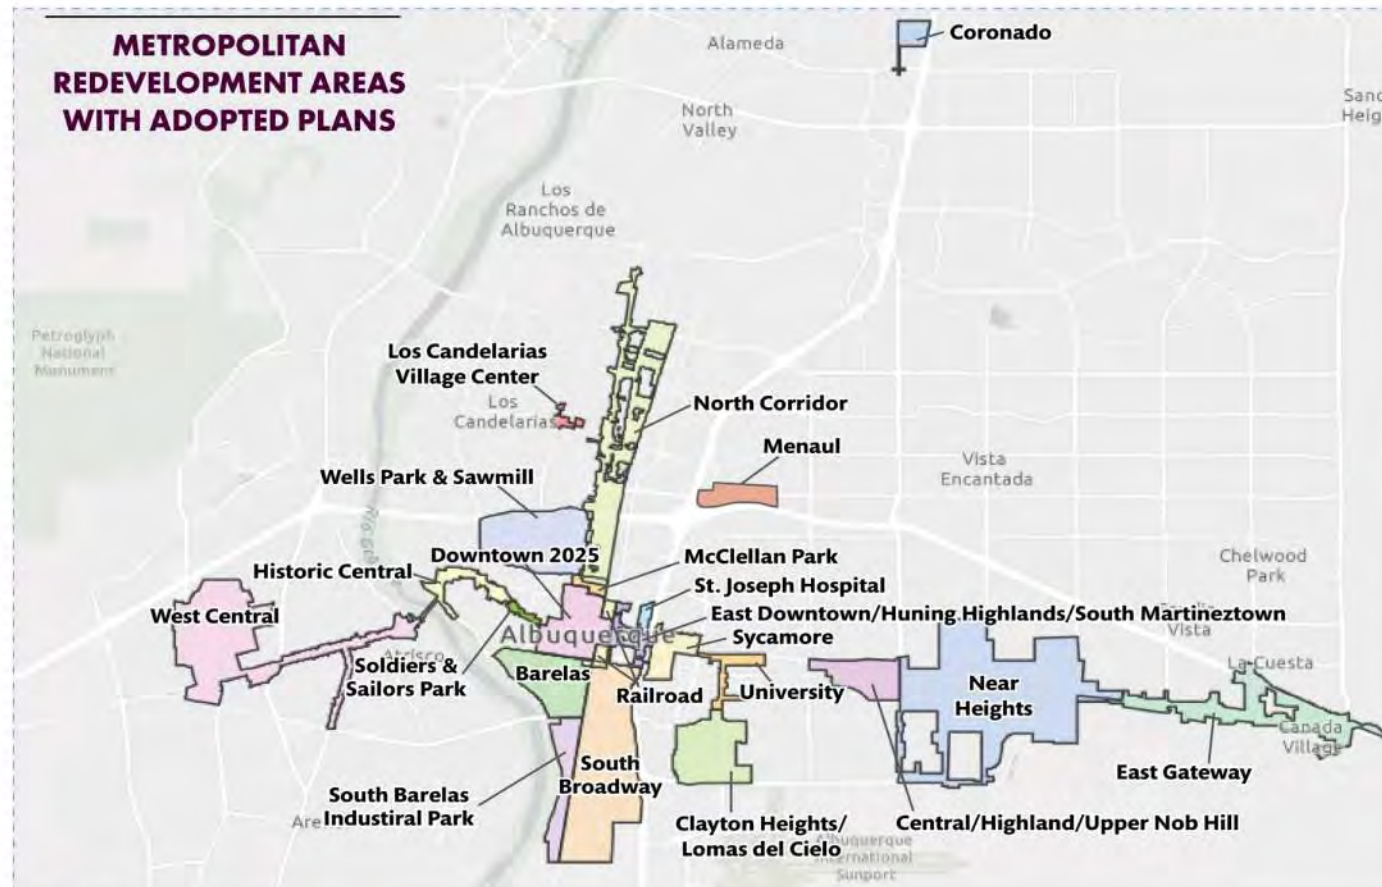 METROPOLITAN
REDEVELOPMENT AREAS
WITH ADOPTED PLANS
Coronado
Alameda
North
Valley
Los
Ranchos de
Albuquerque
Petroglyph
National
Monument
Los Candelarias
Village Center
Los
Candelarias
North Corridor
Menaul
Vista
Encantada
Wells Park & Sawmill
Downtown 2025
McClellan Park
Chelwood
Park
Historic Central
St. Joseph Hospital
West Central
East Downtown/Huning Highlands/South Martineztown
Albuquerque
Sycamore
Vista
Atrisco
Soldiers &
Sailors Park
Barelas
Railroad
University
Near
Heights
La Cuesta
Canada
Village
South
Broadway
East Gateway
South Barelas
Industiral Park
Clayton Heights/
Lomas del Cielo
Central/Highland/Upper Nob Hill
Albuquerque
International
Sunport